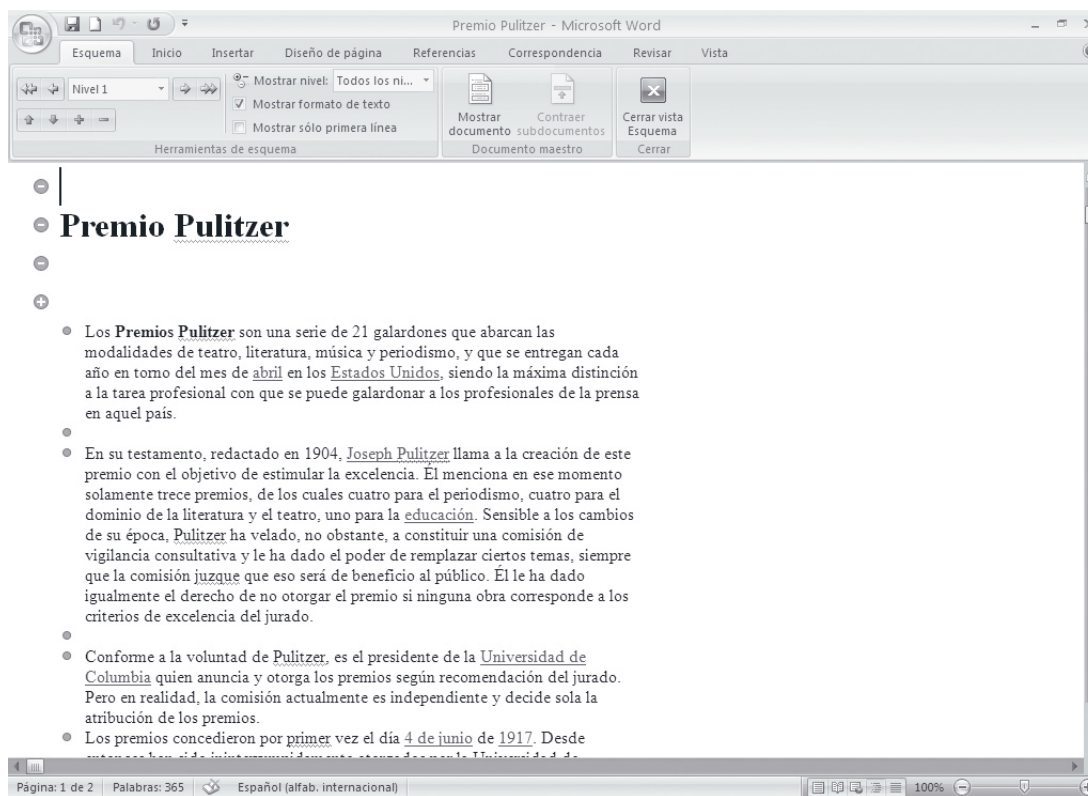 Premio Pulitzer - Microsoft Word
Esquema Inicio Insertar Diseño de página Referencias Correspondencia Revisar Vista
Nivel 1
Mostrar nivel: Todos los ni...
Mostrar formato de texto
Mostrar sólo primera línea
Mostrar documento
Contraer subdocumentos
Cerrar vista Esquema
Herramientas de esquema Documento maestro Cerrar
Premio Pulitzer
Los Premios Pulitzer son una serie de 21 galardones que abarcan las
modalidades de teatro, literatura, música y periodismo, y que se entregan cada
año en torno del mes de abril en los Estados Unidos, siendo la máxima distinción
a la tarea profesional con que se puede galardonar a los profesionales de la prensa
en aquel país.
En su testamento, redactado en 1904, Joseph Pulitzer llama a la creación de este
premio con el objetivo de estimular la excelencia. Él menciona en ese momento
solamente trece premios, de los cuales cuatro para el periodismo, cuatro para el
dominio de la literatura y el teatro, uno para la educación. Sensible a los cambios
de su época, Pulitzer ha velado, no obstante, a constituir una comisión de
vigilancia consultativa y le ha dado el poder de remplazar ciertos temas, siempre
que la comisión juzque que eso será de beneficio al público. Él le ha dado
igualmente el derecho de no otorgar el premio si ninguna obra corresponde a los
criterios de excelencia del jurado.
Conforme a la voluntad de Pulitzer, es el presidente de la Universidad de
Columbia quien anuncia y otorga los premios según recomendación del jurado.
Pero en realidad, la comisión actualmente es independiente y decide sola la
atribución de los premios.
Los premios concedieron por primer vez el día 4 de junio de 1917. Desde
Página: 1 de 2 Palabras: 365 Español (alfab. internacional) 100%